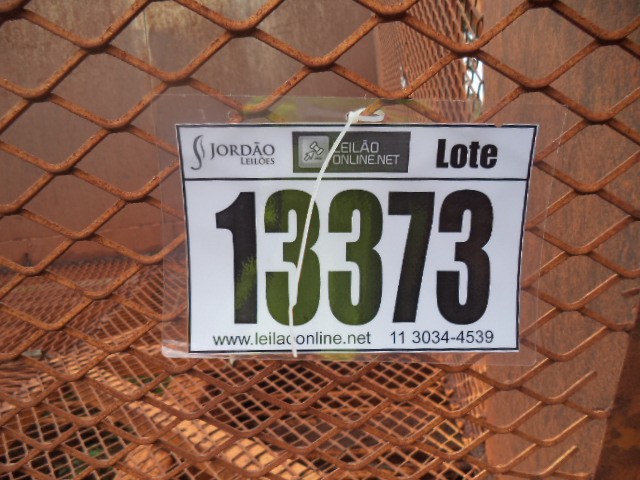 JORDÃO
LEILÕES
LEILÃO
ONLINE.NET
Lote
13373
www.leilaoonline.net 11 3034-4539